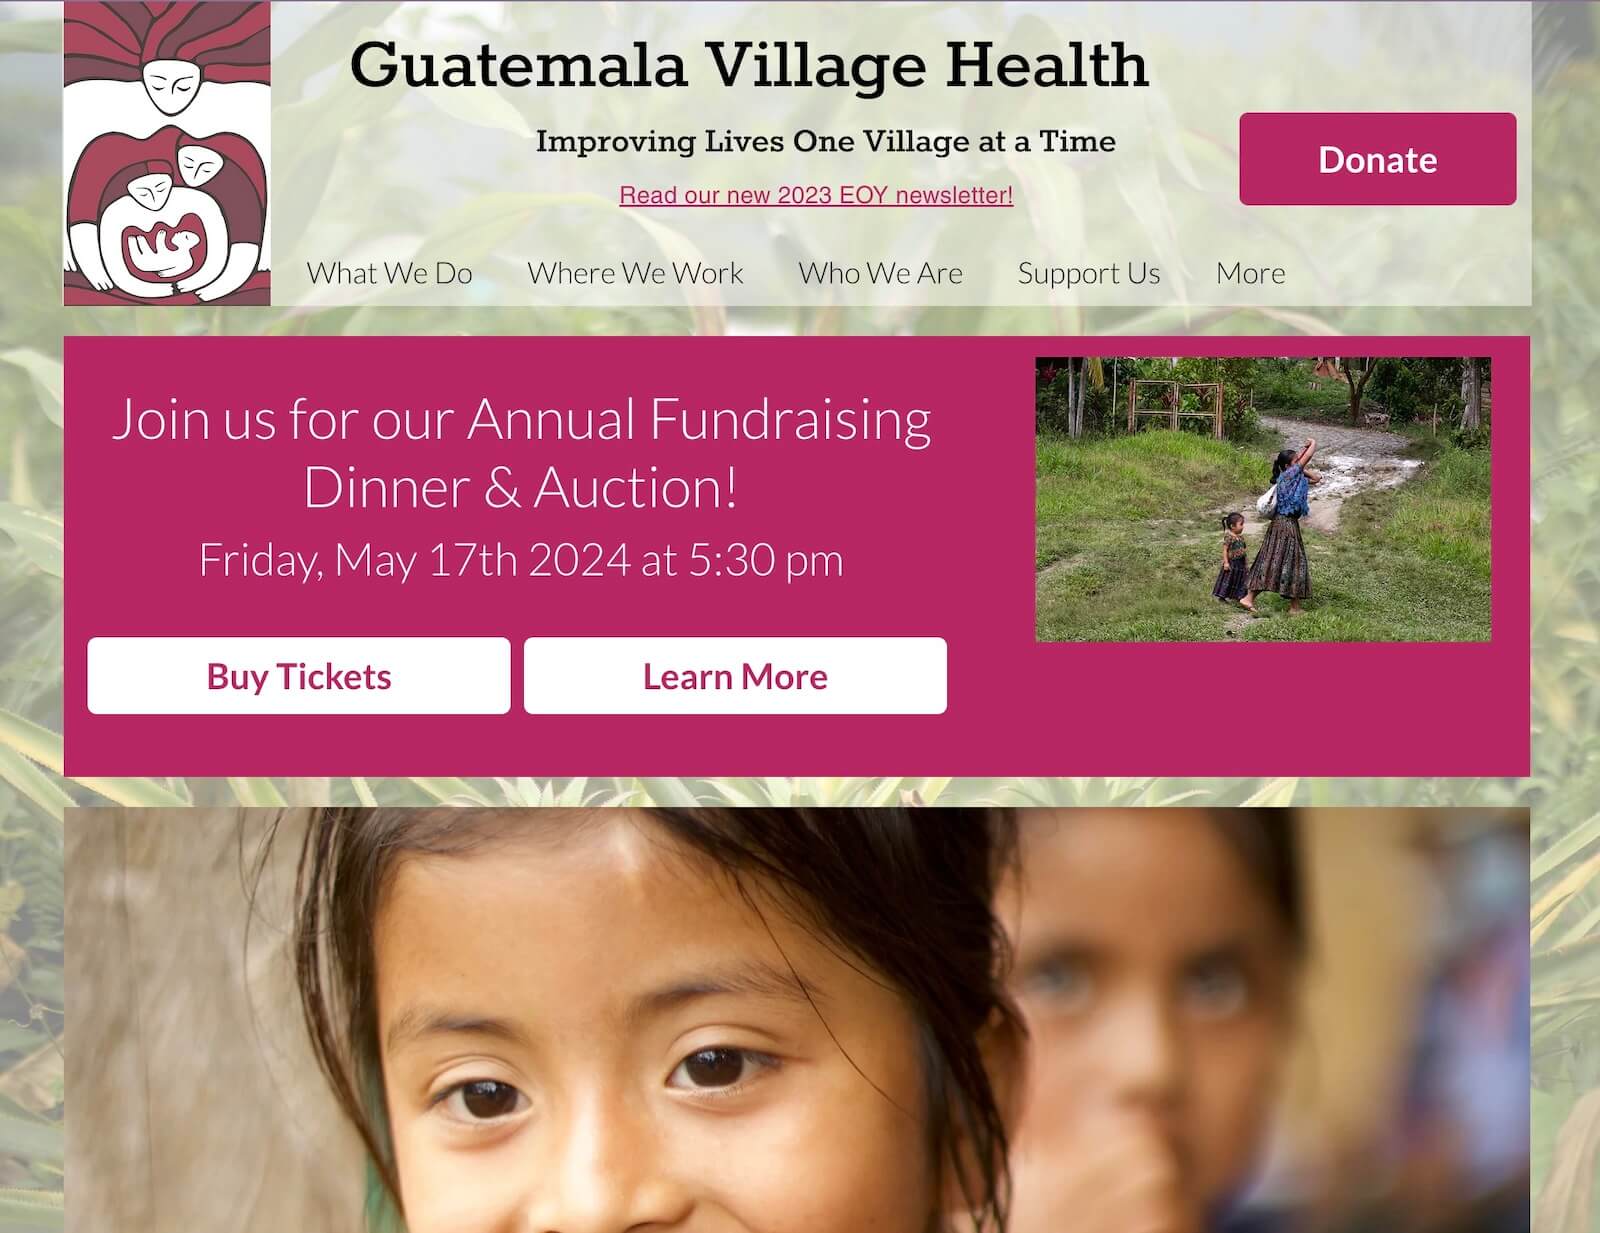 Guatemala Village Health
Improving Lives One Village at a Time
Read our new 2023 EOY newsletter!
Donate
What We Do Where We Work Who We Are Support Us More
Join us for our Annual Fundraising
Dinner & Auction!
Friday, May 17th 2024 at 5:30 pm
Buy Tickets Learn More